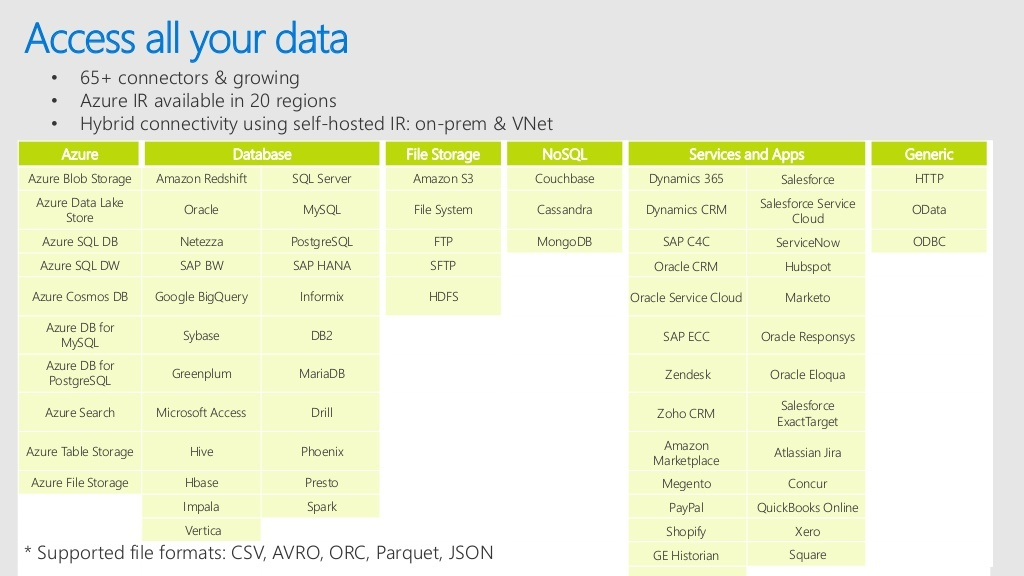 Access all your data
• 65+ connectors & growing
• Azure IR available in 20 regions
• Hybrid connectivity using self-hosted IR: on-prem & VNet
Azure Database File Storage NoSQL Services and Apps Generic
Azure Blob Storage Amazon Redshift SQL Server Amazon S3 Couchbase Dynamics 365 Salesforce HTTP
Azure Data Lake Store Oracle MySQL File System Cassandra Dynamics CRM Salesforce Service Cloud OData
Azure SQL DB Netezza PostgreSQL FTP MongoDB SAP C4C ServiceNow ODBC
Azure SQL DW SAP BW SAP HANA SFTP Oracle CRM Hubspot
Azure Cosmos DB Google BigQuery Informix HDFS Oracle Service Cloud Marketo
Azure DB for MySQL Sybase DB2 SAP ECC Oracle Responsys
Azure DB for PostgreSQL Greenplum MariaDB Zendesk Oracle Eloqua
Azure Search Microsoft Access Drill Zoho CRM Salesforce ExactTarget
Azure Table Storage Hive Phoenix Amazon Marketplace Atlassian Jira
Azure File Storage Hbase Presto Megento Concur
Impala Spark PayPal QuickBooks Online
Vertica Shopify Xero
GE Historian Square
* Supported file formats: CSV, AVRO, ORC, Parquet, JSON